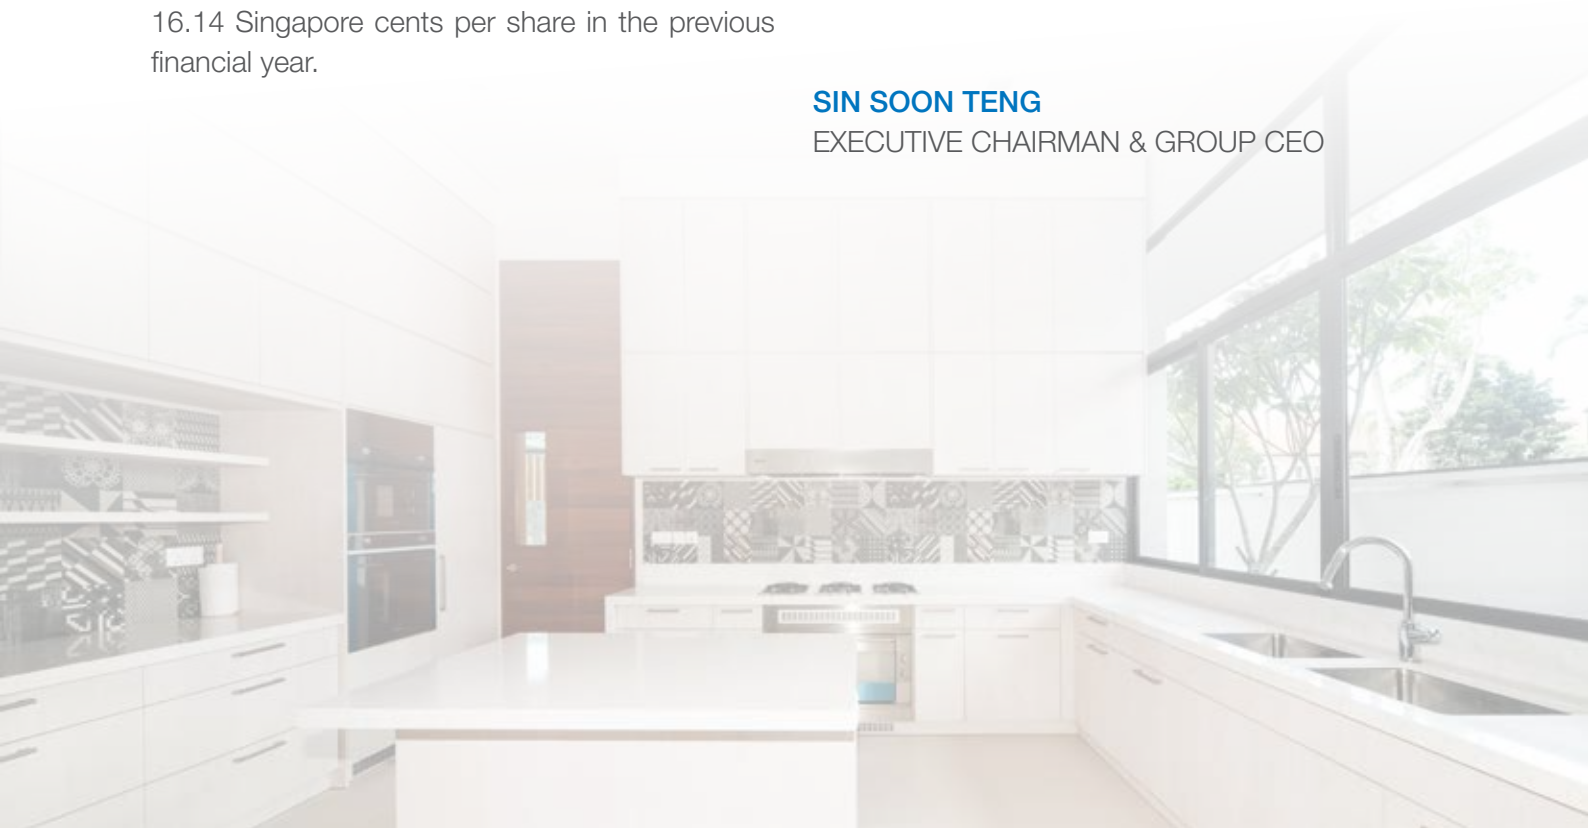 16.14 Singapore cents per share in the previous
financial year.
SIN SOON TENG
EXECUTIVE CHAIRMAN & GROUP CEO